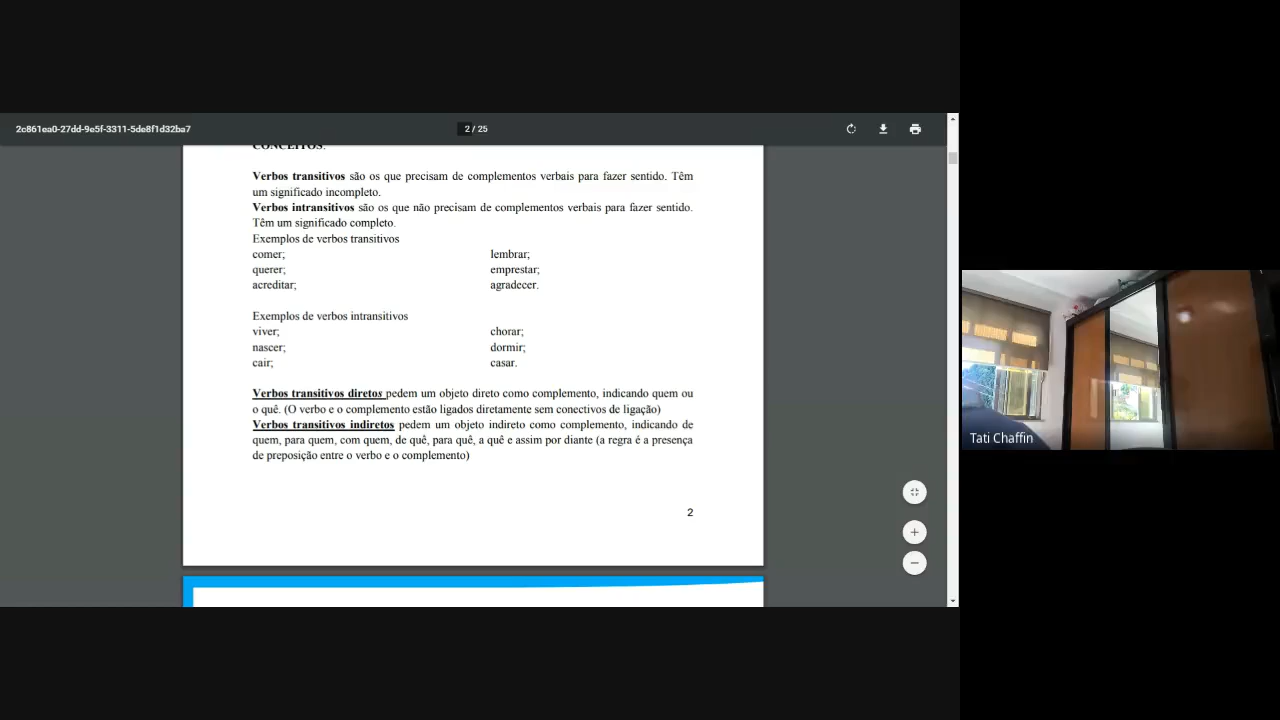 2c861ea0-27dd-9e5f-3311-5de8f1d32ba7
2 / 25
CONCEITOS.
Verbos transitivos são os que precisam de complementos verbais para fazer sentido. Têm
um significado incompleto.
Verbos intransitivos são os que não precisam de complementos verbais para fazer sentido.
Têm um significado completo.
Exemplos de verbos transitivos
comer; lembrar;
querer; emprestar;
acreditar; agradecer.
Exemplos de verbos intransitivos
viver; chorar;
nascer; dormir;
cair; casar.
Verbos transitivos diretos pedem um objeto direto como complemento, indicando quem ou
o quê. (O verbo e o complemento estão ligados diretamente sem conectivos de ligação)
Verbos transitivos indiretos pedem um objeto indireto como complemento, indicando de
quem, para quem, com quem, de quê, para quê, a quê e assim por diante (a regra é a presença
de preposição entre o verbo e o complemento)
2
Tati Chaffin